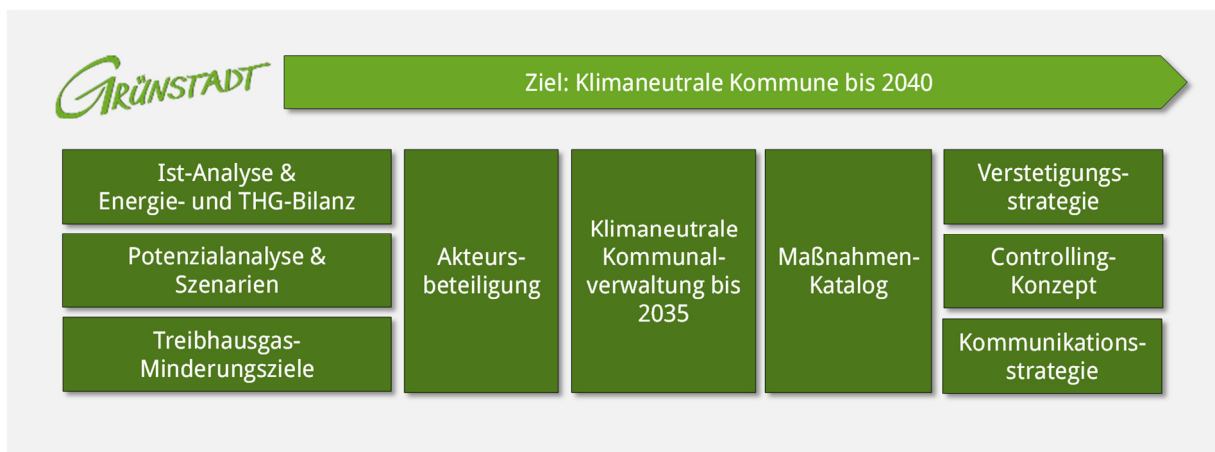 GRÜNSTADT
Ziel: Klimaneutrale Kommune bis 2040
Ist-Analyse &
Energie- und THG-Bilanz
Potenzialanalyse &
Szenarien
Treibhausgas-
Minderungsziele
Akteurs-
beteiligung
Klimaneutrale
Kommunal-
verwaltung bis
2035
Maßnahmen-
Katalog
Verstetigungs-
strategie
Controlling-
Konzept
Kommunikations-
strategie